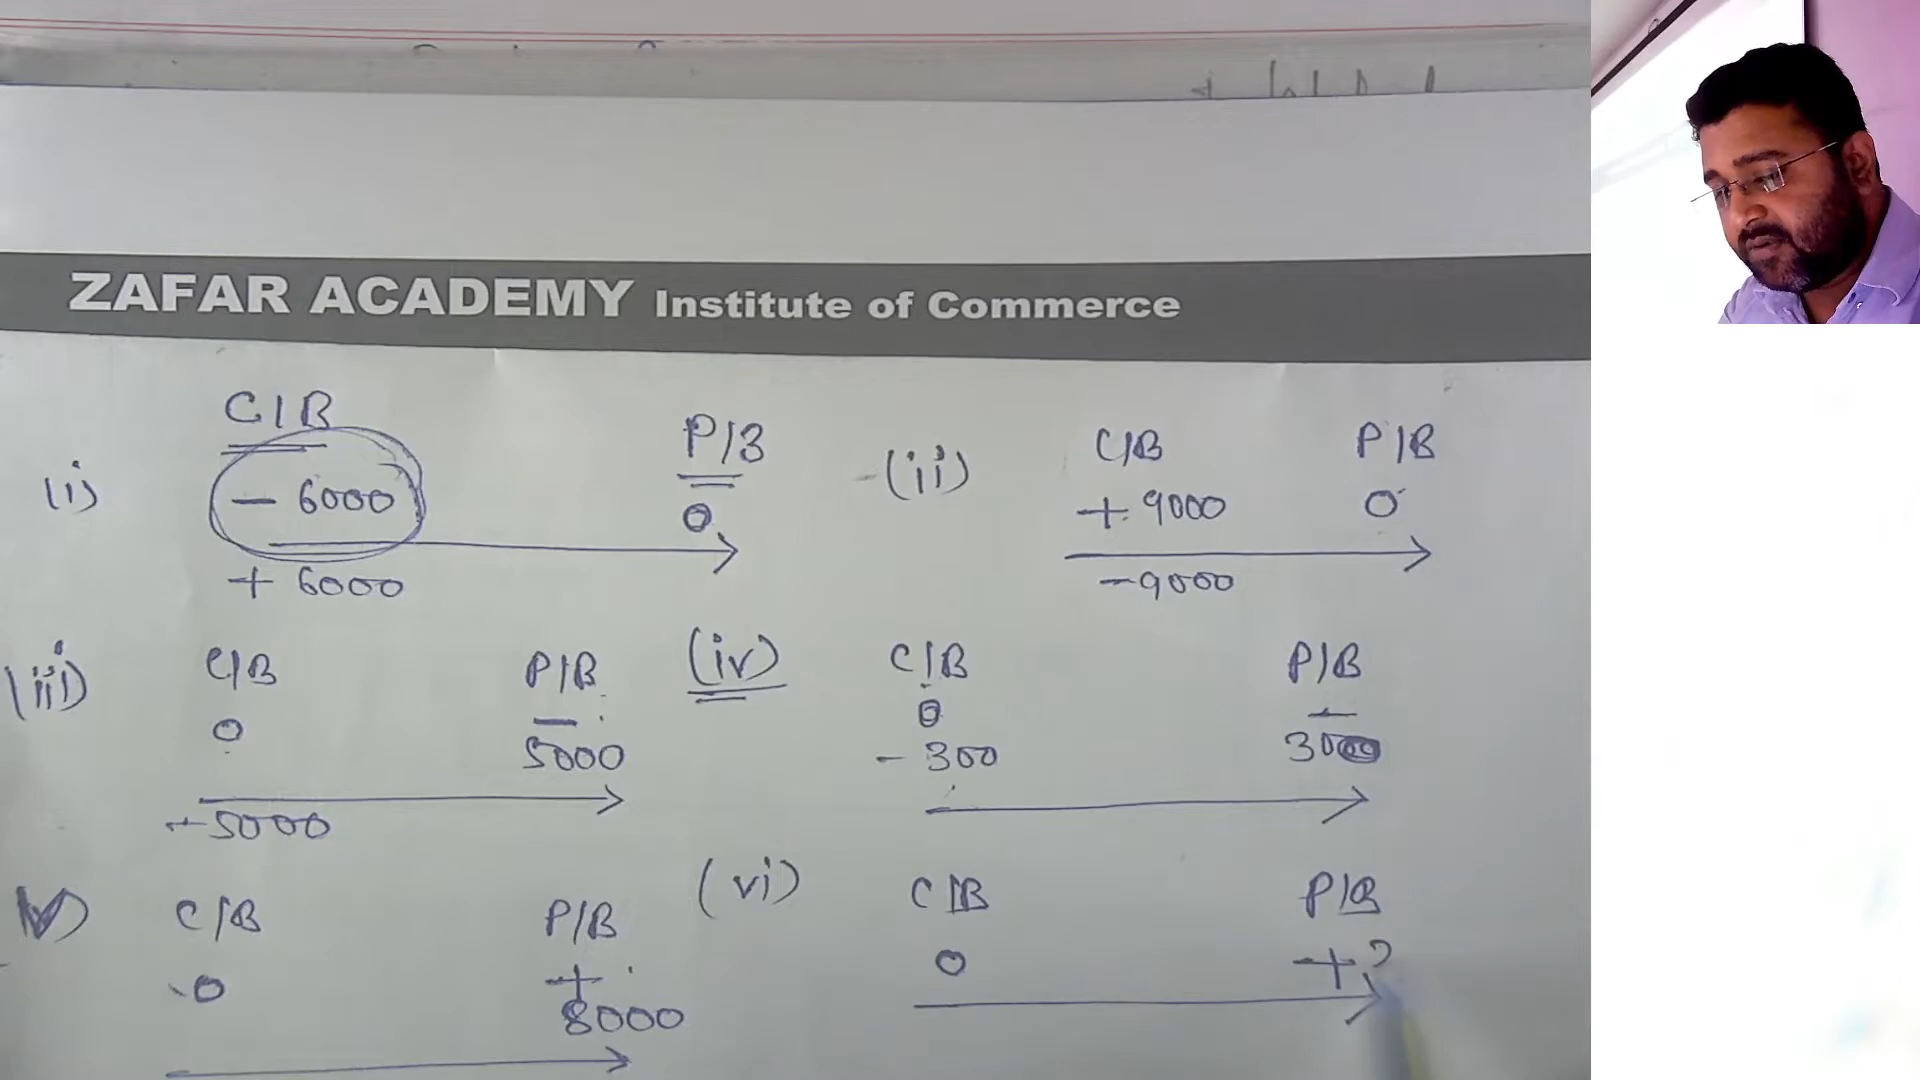 ZAFAR ACADEMY Institute of Commerce
(i) C/B P/B
- 6000 0
+ 6000
(ii) C/B P/B
+ 9000 0
-9000
(iii) C/B P/B
0 - 5000
-5000
(iv) C/B P/B
0 -
- 300 300
(v) C/B P/B
0 + 8000
(vi) C/B P/B
0 +